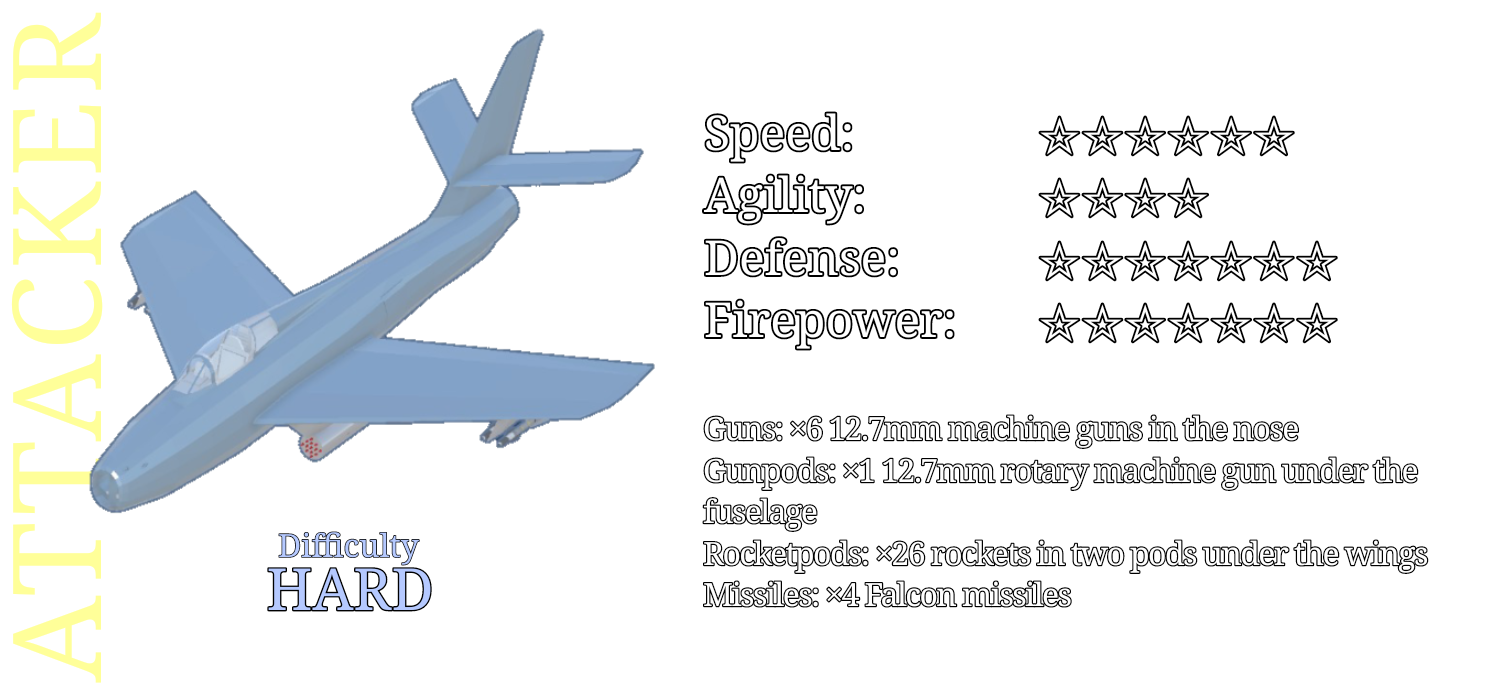 ATTACKER
Speed: ☆☆☆☆☆☆
Agility: ☆☆☆☆
Defense: ☆☆☆☆☆☆☆
Firepower: ☆☆☆☆☆☆☆
Guns: ×6 12.7mm machine guns in the nose
Gunpods: ×1 12.7mm rotary machine gun under the
fuselage
Rocketpods: ×26 rockets in two pods under the wings
Missiles: ×4 Falcon missiles
Difficulty
HARD